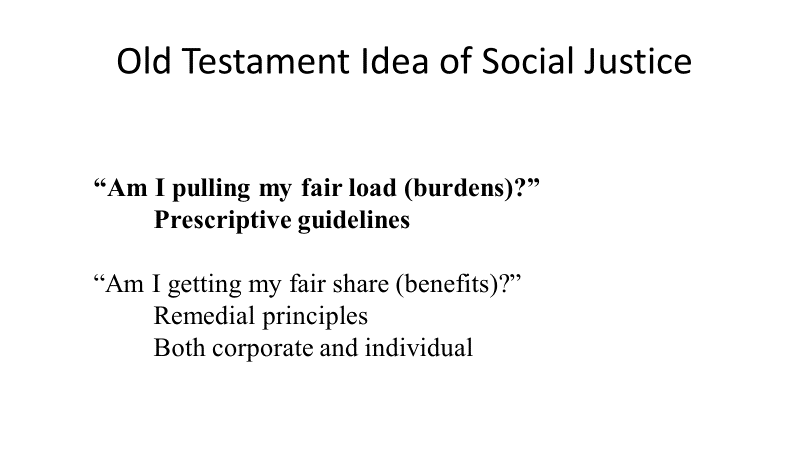 Old Testament Idea of Social Justice
“Am I pulling my fair load (burdens)?”
Prescriptive guidelines
“Am I getting my fair share (benefits)?”
Remedial principles
Both corporate and individual